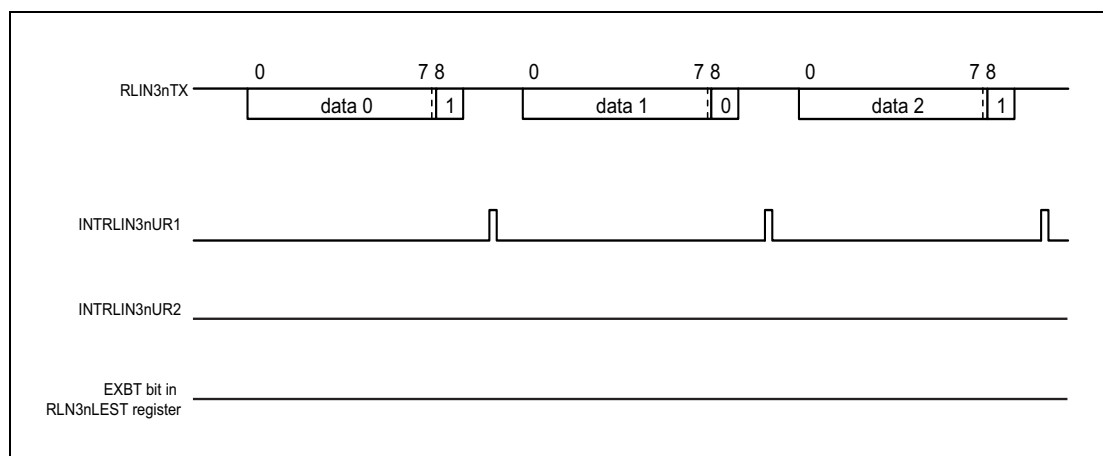 0 7 8 0 7 8 0 7 8
RLIN3nTX
data 0 1 data 1 0 data 2 1
INTRLIN3nUR1
INTRLIN3nUR2
EXBT bit in
RLN3nLEST register